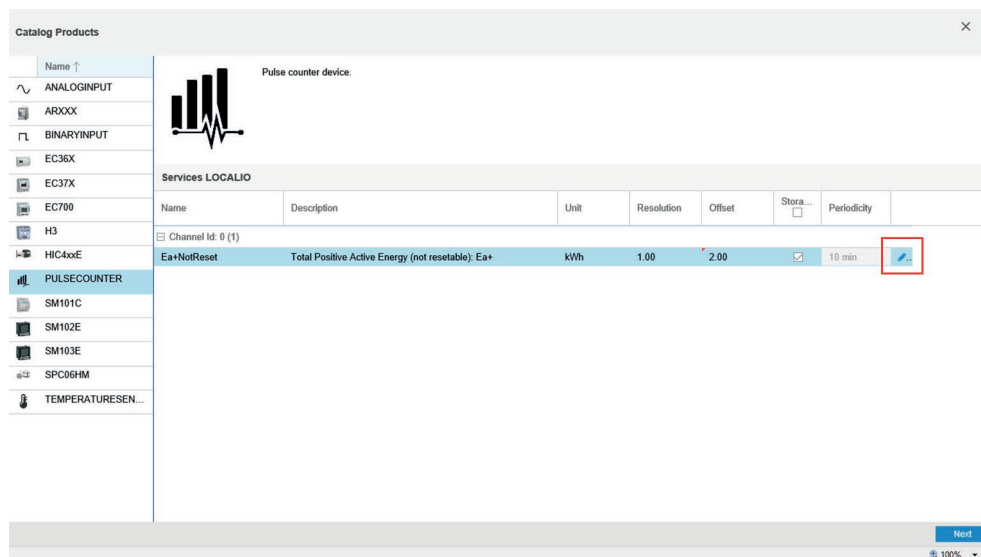 Catalog Products
Name ↑
ANALOGINPUT
ARXXX
BINARYINPUT
EC36X
EC37X
EC700
H3
HIC4xxE
PULSECOUNTER
SM101C
SM102E
SM103E
SPC06HM
TEMPERATURESEN...
Pulse counter device.
Services LOCALIO
Name Description Unit Resolution Offset Stora... Periodicity
Channel Id: 0 (1)
Ea+NotReset Total Positive Active Energy (not resetable): Ea+ kWh 1.00 2.00 10 min ..
Next
100%